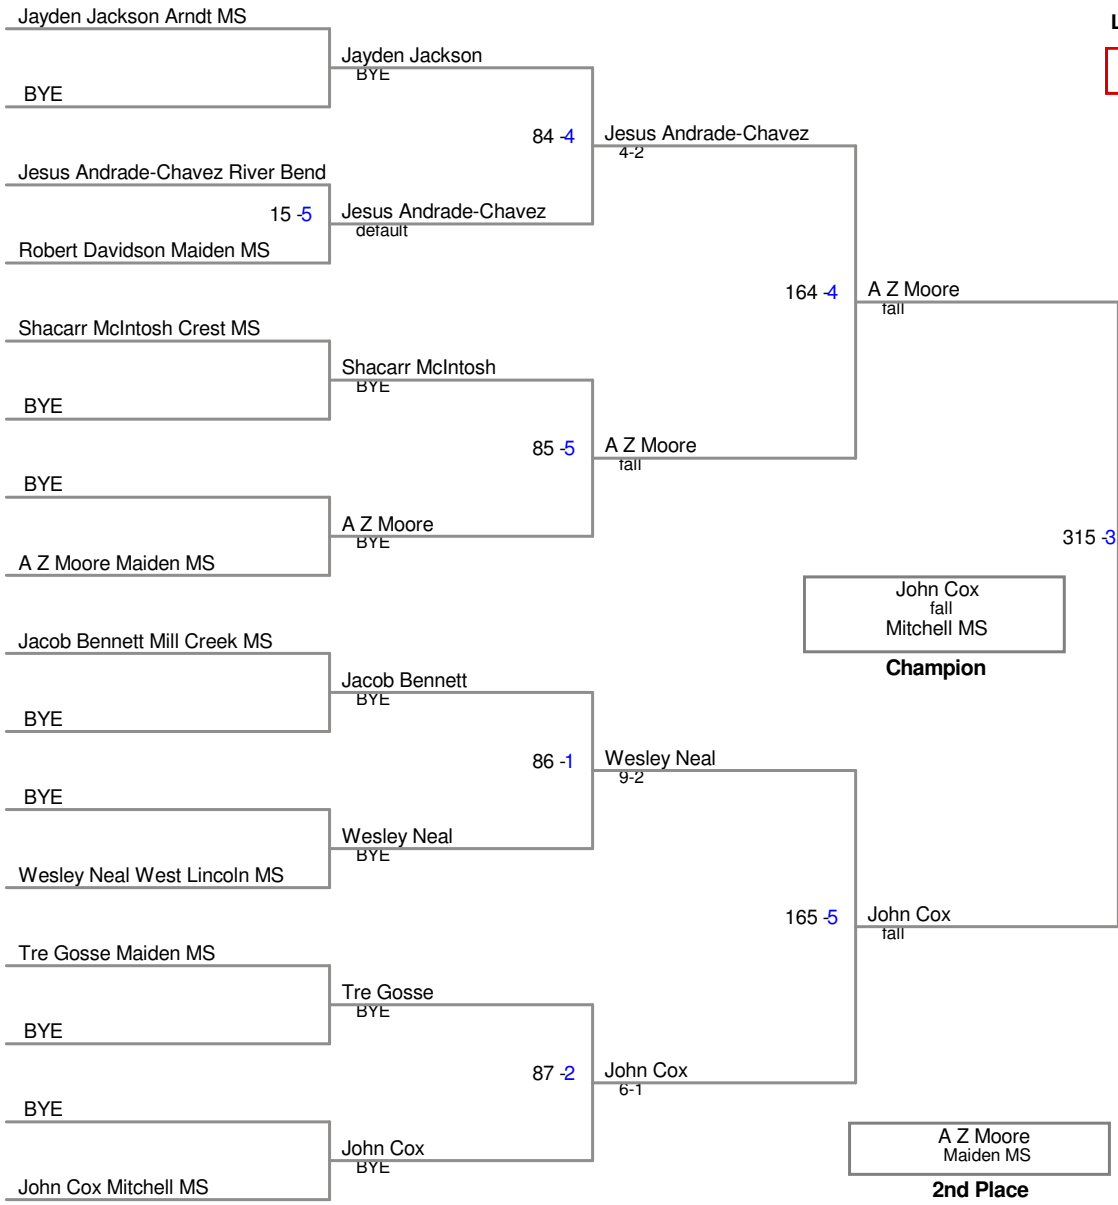 Jayden Jackson Arndt MS
L
Jayden Jackson
BYE
BYE
84 -4
Jesus Andrade-Chavez
4-2
Jesus Andrade-Chavez River Bend
15 -5
Jesus Andrade-Chavez
default
Robert Davidson Maiden MS
164 -4
A Z Moore
fall
Shacarr McIntosh Crest MS
Shacarr McIntosh
BYE
BYE
85 -5
A Z Moore
fall
BYE
A Z Moore
BYE
A Z Moore Maiden MS
315 -3
John Cox
fall
Mitchell MS
Champion
Jacob Bennett Mill Creek MS
Jacob Bennett
BYE
BYE
86 -1
Wesley Neal
9-2
BYE
Wesley Neal
BYE
Wesley Neal West Lincoln MS
165 -5
John Cox
fall
Tre Gosse Maiden MS
Tre Gosse
BYE
BYE
87 -2
John Cox
6-1
BYE
John Cox
BYE
John Cox Mitchell MS
A Z Moore
Maiden MS
2nd Place